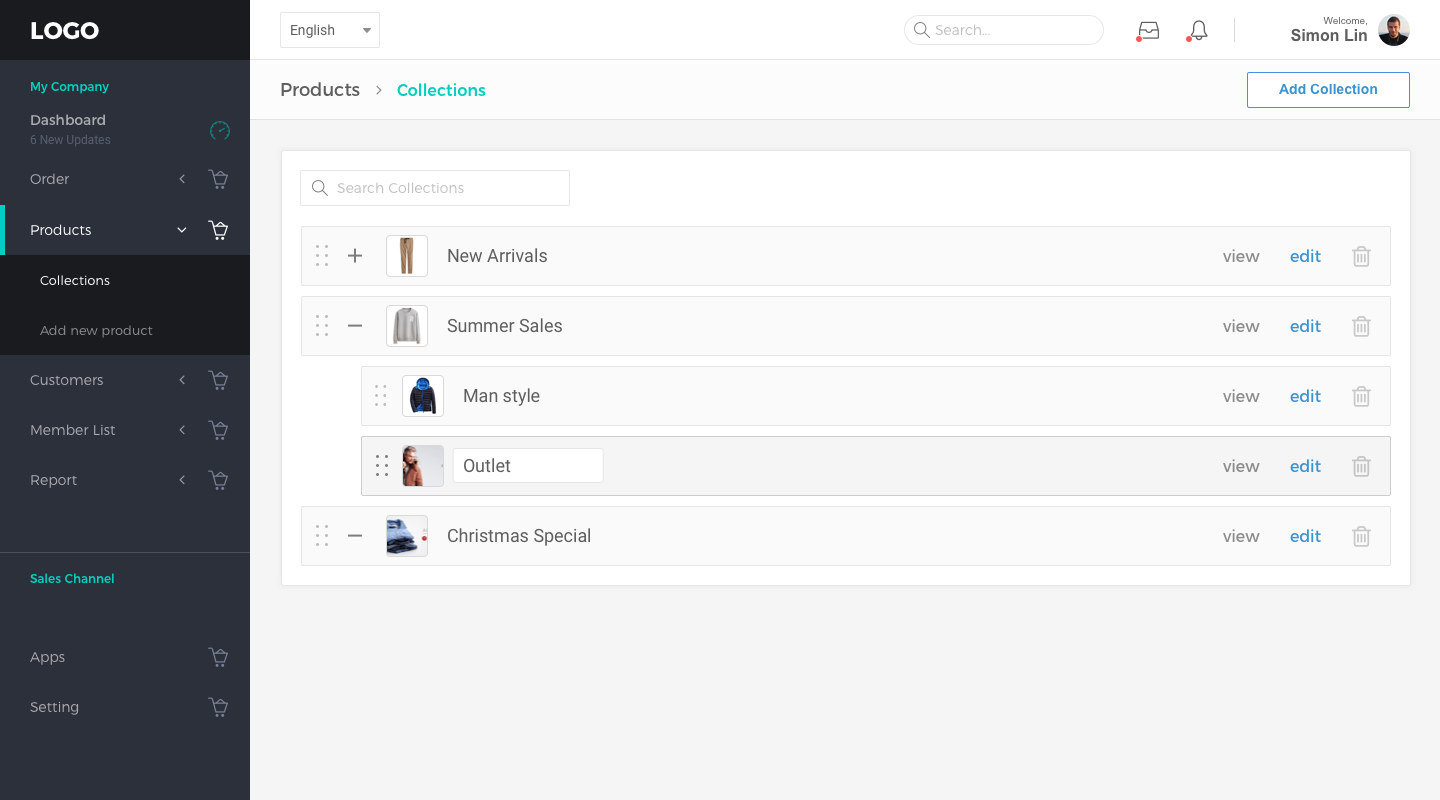 LOGO
English
Search...
Welcome,
Simon Lin
My Company
Dashboard
6 New Updates
Order
Products
Collections
Add new product
Customers
Member List
Report
Sales Channel
Apps
Setting
Products > Collections
Add Collection
Search Collections
New Arrivals view edit
Summer Sales view edit
Man style view edit
Outlet view edit
Christmas Special view edit